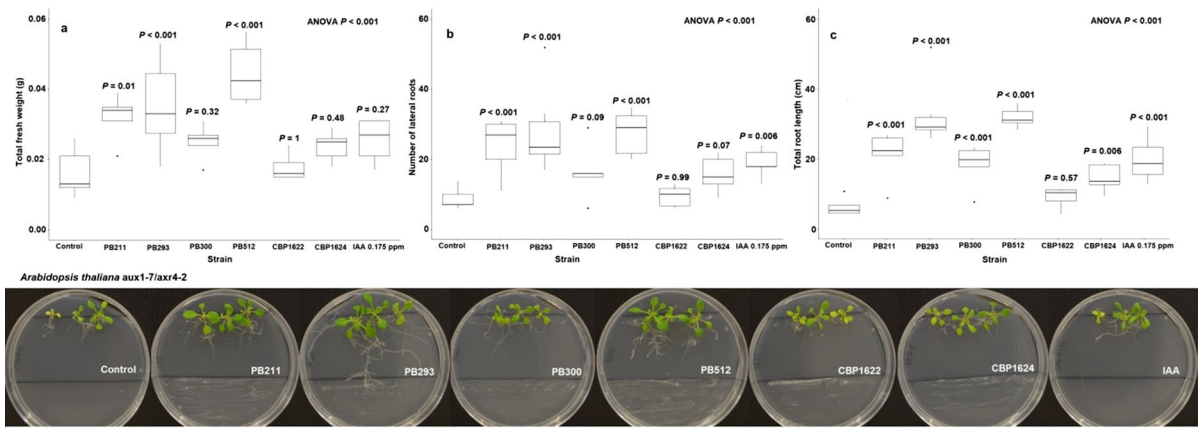 a
ANOVA P < 0.001
Total fresh weight (g)
0.06
0.04
0.02
0.00
P = 0.01
P < 0.001
P = 0.32
P < 0.001
P = 1
P = 0.48
P = 0.27
Control PB211 PB293 PB300 PB512 CBP1622 CBP1624 IAA 0.175 ppm
Strain
b
ANOVA P < 0.001
Number of lateral roots
60
40
20
0
P < 0.001
P < 0.001
P = 0.09
P < 0.001
P = 0.99
P = 0.07
P = 0.006
Control PB211 PB293 PB300 PB512 CBP1622 CBP1624 IAA 0.175 ppm
Strain
c
ANOVA P < 0.001
Total root length (cm)
60
40
20
0
P < 0.001
P < 0.001
P < 0.001
P < 0.001
P = 0.57
P = 0.006
P < 0.001
Control PB211 PB293 PB300 PB512 CBP1622 CBP1624 IAA 0.175 ppm
Strain
Arabidopsis thaliana aux1-7/axr4-2
Control
PB211
PB293
PB300
PB512
CBP1622
CBP1624
IAA